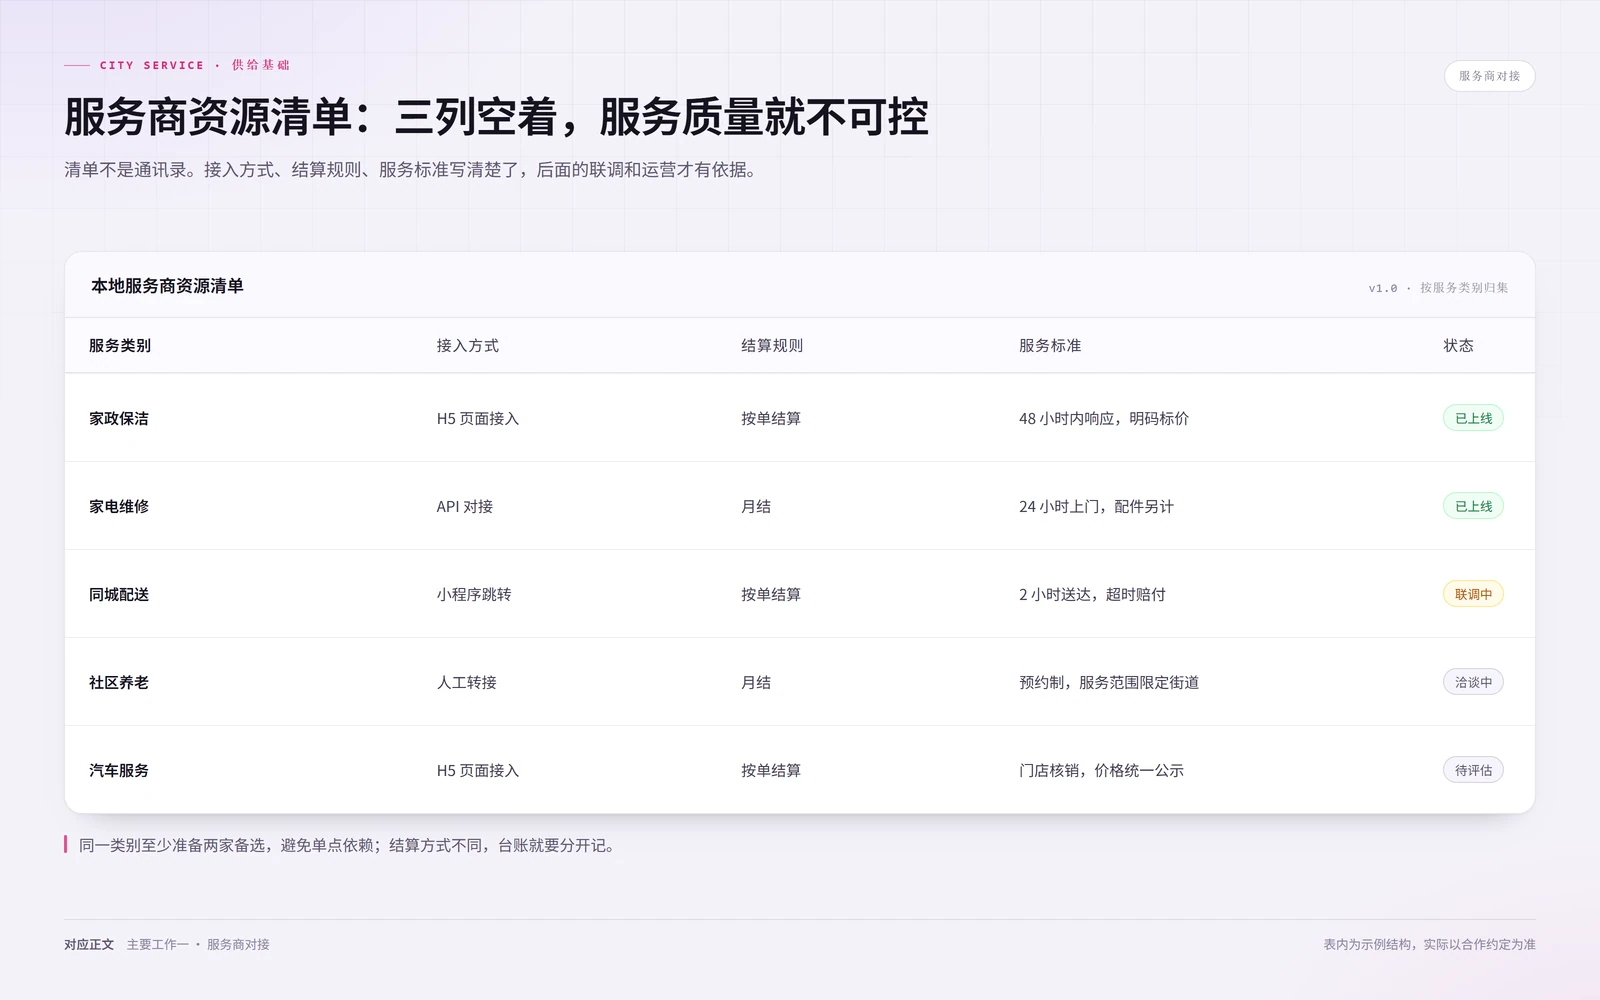 CITY SERVICE · 供给基础
服务商对接
服务商资源清单：三列空着，服务质量就不可控
清单不是通讯录。接入方式、结算规则、服务标准写清楚了，后面的联调和运营才有依据。
本地服务商资源清单
v1.0 · 按服务类别归集
服务类别 接入方式 结算规则 服务标准 状态
家政保洁 H5 页面接入 按单结算 48 小时内响应，明码标价 已上线
家电维修 API 对接 月结 24 小时上门，配件另计 已上线
同城配送 小程序跳转 按单结算 2 小时送达，超时赔付 联调中
社区养老 人工转接 月结 预约制，服务范围限定街道 洽谈中
汽车服务 H5 页面接入 按单结算 门店核销，价格统一公示 待评估
同一类别至少准备两家备选，避免单点依赖；结算方式不同，台账就要分开记。
对应正文 主要工作一 · 服务商对接
表内为示例结构，实际以合作约定为准